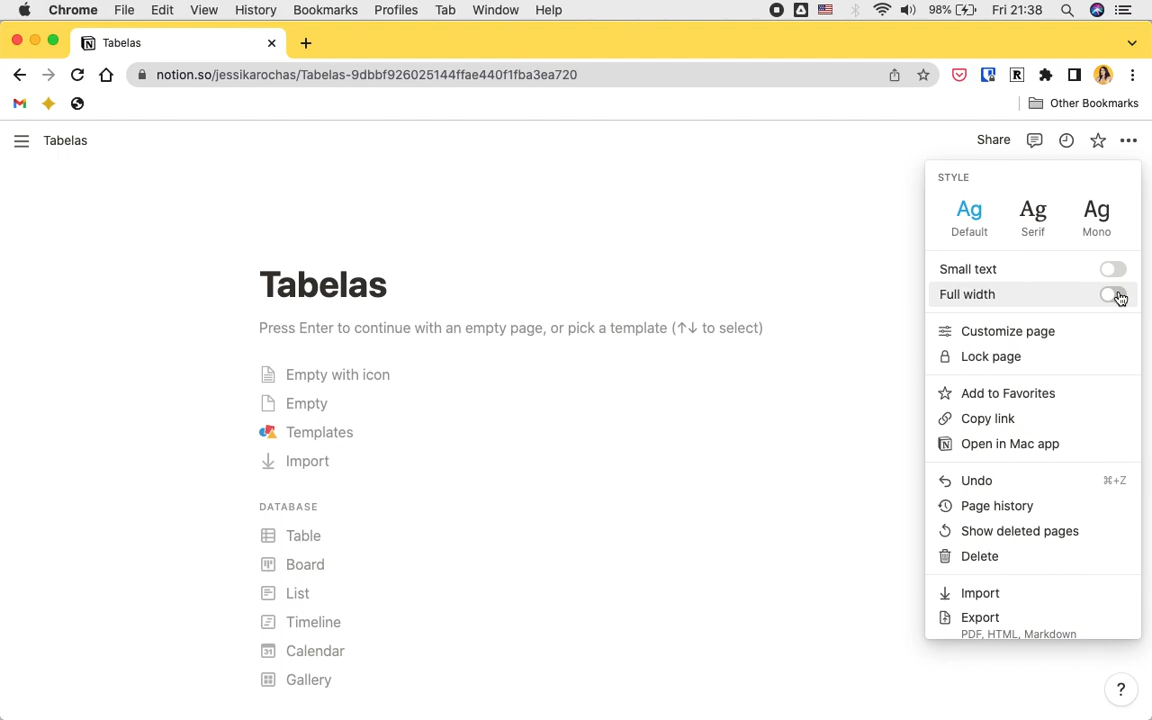 Chrome File Edit View History Bookmarks Profiles Tab Window Help 98% Fri 21:38
Tabelas
notion.so/jessikarochas/Tabelas-9dbbf926025144ffae440f1fba3ea720
Other Bookmarks
Tabelas Share
Tabelas
Press Enter to continue with an empty page, or pick a template (↑↓ to select)
Empty with icon
Empty
Templates
Import
DATABASE
Table
Board
List
Timeline
31 Calendar
Gallery
STYLE
Ag Ag Ag
Default Serif Mono
Small text
Full width
Customize page
Lock page
Add to Favorites
Copy link
Open in Mac app
Undo ⌘+Z
Page history
Show deleted pages
Delete
Import
Export
PDF, HTML, Markdown
?